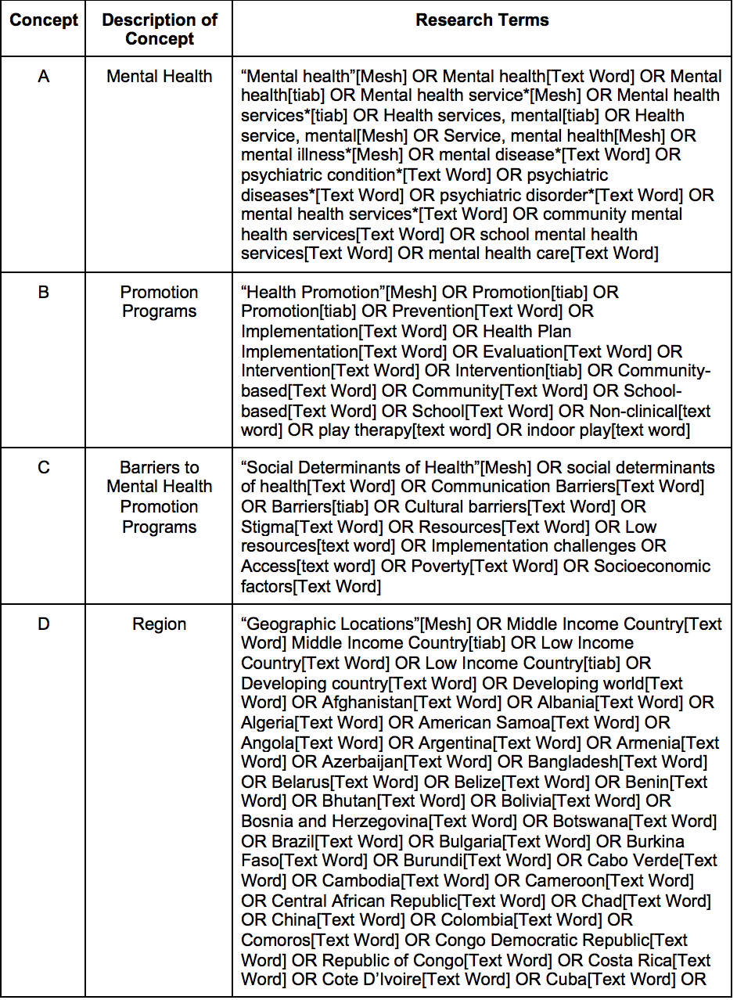 Concept
Description of
Concept
Research Terms
A
Mental Health
“Mental health”[Mesh] OR Mental health[Text Word] OR Mental
health[tiab] OR Mental health service*[Mesh] OR Mental health
services*[tiab] OR Health services, mental[tiab] OR Health
service, mental[Mesh] OR Service, mental health[Mesh] OR
mental illness*[Mesh] OR mental disease*[Text Word] OR
psychiatric condition*[Text Word] OR psychiatric
diseases*[Text Word] OR psychiatric disorder*[Text Word] OR
mental health services*[Text Word] OR community mental
health services[Text Word] OR school mental health
services[Text Word] OR mental health care[Text Word]
B
Promotion
Programs
“Health Promotion”[Mesh] OR Promotion[tiab] OR
Promotion[tiab] OR Prevention[Text Word] OR
Implementation[Text Word] OR Health Plan
Implementation[Text Word] OR Evaluation[Text Word] OR
Intervention[Text Word] OR Intervention[tiab] OR Community-
based[Text Word] OR Community[Text Word] OR School-
based[Text Word] OR School[Text Word] OR Non-clinical[text
word] OR play therapy[text word] OR indoor play[text word]
C
Barriers to
Mental Health
Promotion
Programs
“Social Determinants of Health”[Mesh] OR social determinants
of health[Text Word] OR Communication Barriers[Text Word]
OR Barriers[tiab] OR Cultural barriers[Text Word] OR
Stigma[Text Word] OR Resources[Text Word] OR Low
resources[text word] OR Implementation challenges OR
Access[text word] OR Poverty[Text Word] OR Socioeconomic
factors[Text Word]
D
Region
“Geographic Locations”[Mesh] OR Middle Income Country[Text
Word] Middle Income Country[tiab] OR Low Income
Country[Text Word] OR Low Income Country[tiab] OR
Developing country[Text Word] OR Developing world[Text
Word] OR Afghanistan[Text Word] OR Albania[Text Word] OR
Algeria[Text Word] OR American Samoa[Text Word] OR
Angola[Text Word] OR Argentina[Text Word] OR Armenia[Text
Word] OR Azerbaijan[Text Word] OR Bangladesh[Text Word]
OR Belarus[Text Word] OR Belize[Text Word] OR Benin[Text
Word] OR Bhutan[Text Word] OR Bolivia[Text Word] OR
Bosnia and Herzegovina[Text Word] OR Botswana[Text Word]
OR Brazil[Text Word] OR Bulgaria[Text Word] OR Burkina
Faso[Text Word] OR Burundi[Text Word] OR Cabo Verde[Text
Word] OR Cambodia[Text Word] OR Cameroon[Text Word]
OR Central African Republic[Text Word] OR Chad[Text Word]
OR China[Text Word] OR Colombia[Text Word] OR
Comoros[Text Word] OR Congo Democratic Republic[Text
Word] OR Republic of Congo[Text Word] OR Costa Rica[Text
Word] OR Cote D’Ivoire[Text Word] OR Cuba[Text Word] OR